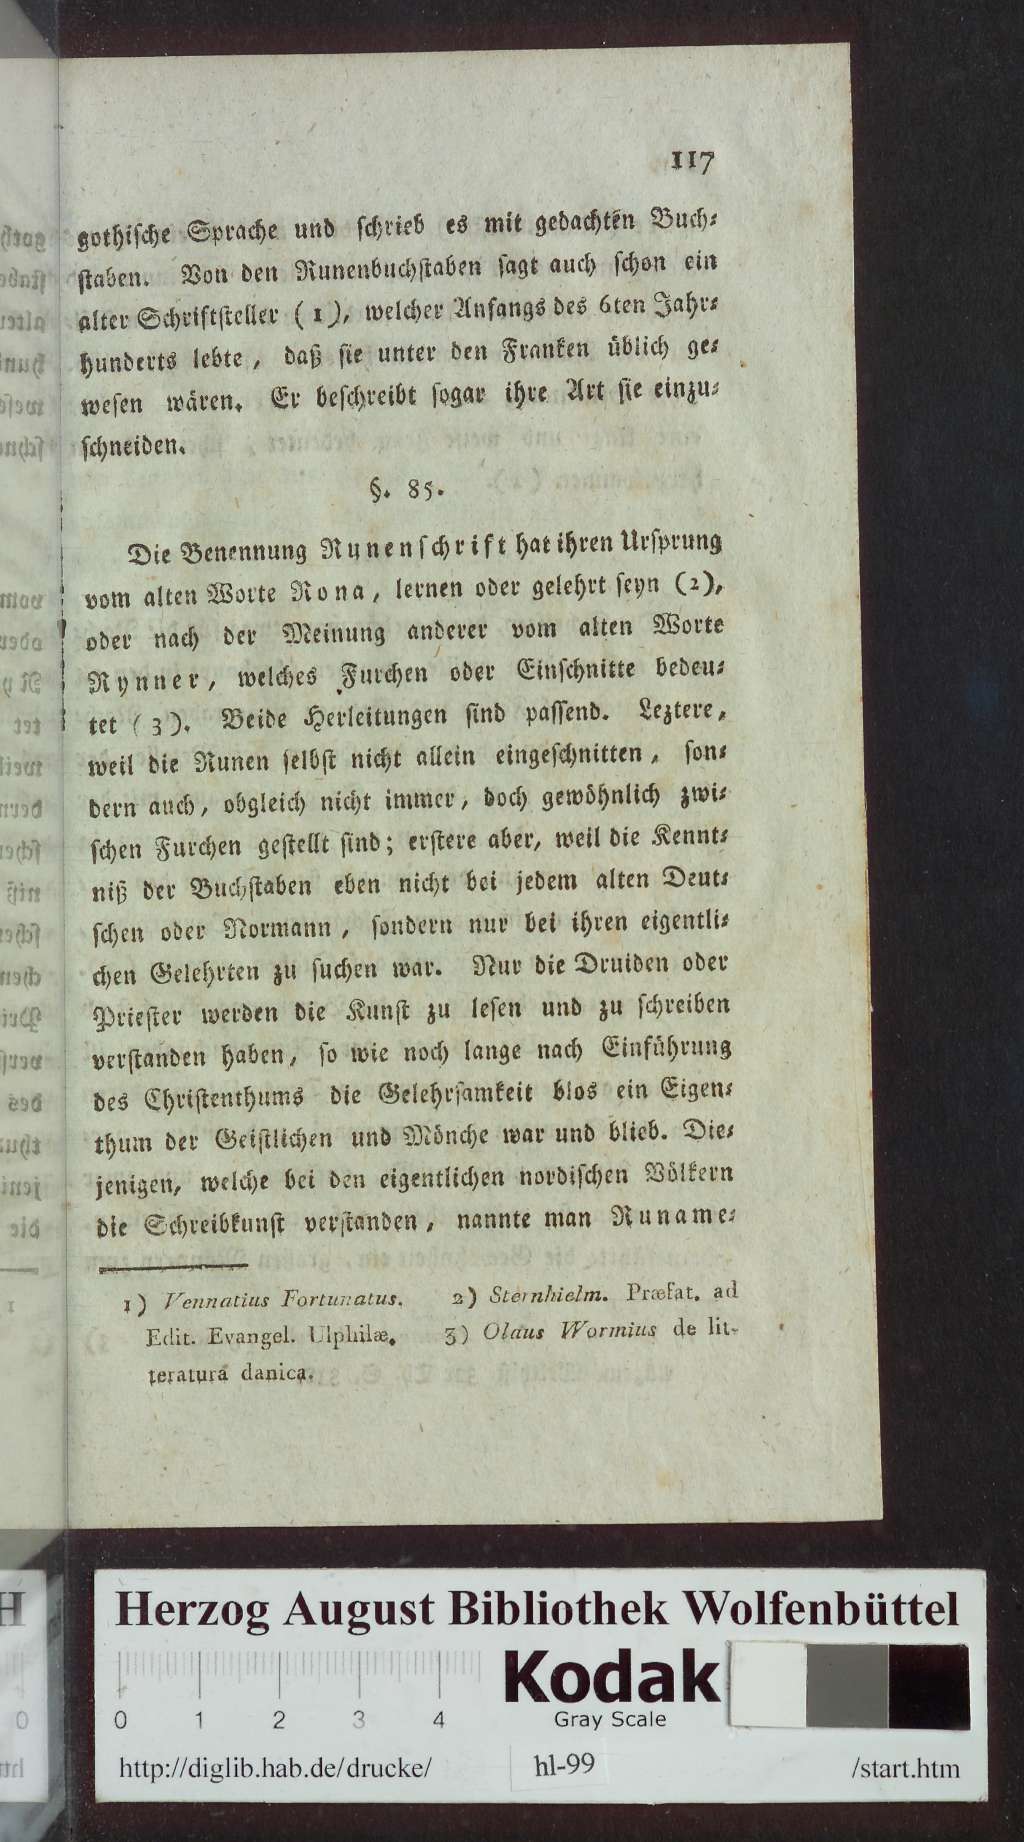 117
gothische Sprache und schrieb es mit gedachten Buch⸗
staben. Von den Runenbuchstaben sagt auch schon ein
alter Schriftsteller (1), welcher Anfangs des 6ten Jahr⸗
hunderts lebte, daß sie unter den Franken üblich ge⸗
wesen wären. Er beschreibt sogar ihre Art sie einzu⸗
schneiden.
§. 85.
Die Benennung Runenschrift hat ihren Ursprung
vom alten Worte Rona, lernen oder gelehrt seyn (2),
oder nach der Meinung anderer vom alten Worte
Rynner, welches Furchen oder Einschnitte bedeu⸗
tet (3). Beide Herleitungen sind passend. Leztere,
weil die Runen selbst nicht allein eingeschnitten, son⸗
dern auch, obgleich nicht immer, doch gewöhnlich zwi⸗
schen Furchen gestellt sind; erstere aber, weil die Kennt⸗
niß der Buchstaben eben nicht bei jedem alten Deut⸗
schen oder Normann, sondern nur bei ihren eigentli⸗
chen Gelehrten zu suchen war. Nur die Druiden oder
Priester werden die Kunst zu lesen und zu schreiben
verstanden haben, so wie noch lange nach Einführung
des Christenthums die Gelehrsamkeit blos ein Eigen⸗
thum der Geistlichen und Mönche war und blieb. Die⸗
jenigen, welche bei den eigentlichen nordischen Völkern
die Schreibkunst verstanden, nannte man Runame⸗
1) Vennatius Fortunatus. 2) Sternhielm. Præfat. ad
Edit. Evangel. Ulphilæ. 3) Olaus Wormius de lit-
teratura danica.
Herzog August Bibliothek Wolfenbüttel
Kodak
Gray Scale
0 1 2 3 4
http://diglib.hab.de/drucke/ hl-99 /start.htm